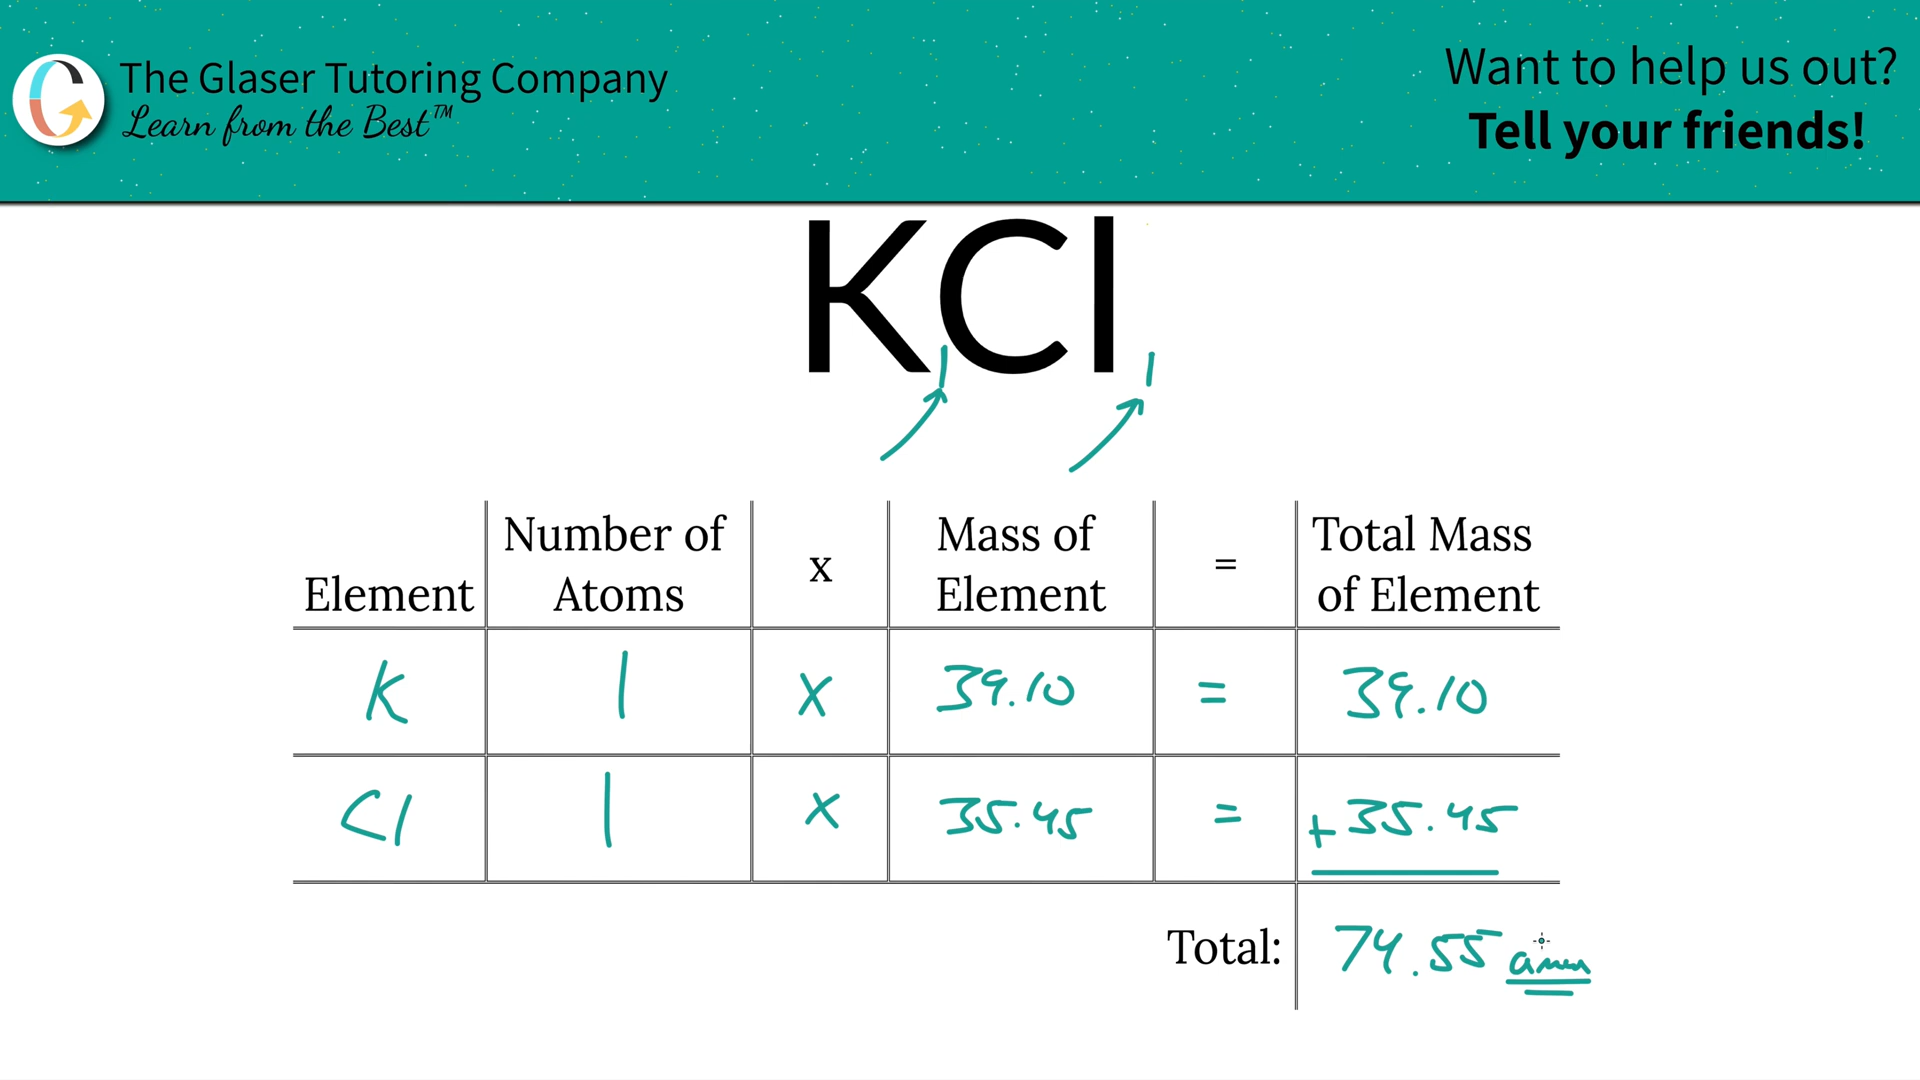 The Glaser Tutoring Company
Learn from the Best™
Want to help us out?
Tell your friends!
KCl
1 1
Element Number of Atoms x Mass of Element = Total Mass of Element
K 1 x 39.10 = 39.10
Cl 1 x 35.45 = +35.45
Total: 74.55 amu